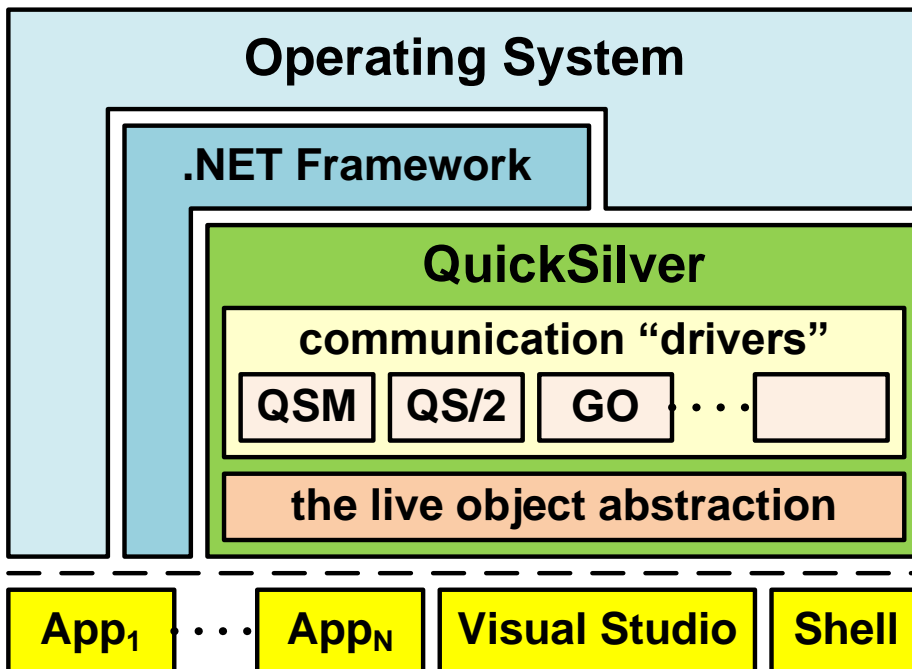 Operating System
.NET Framework
QuickSilver
communication “drivers”
QSM QS/2 GO ....
the live object abstraction
App₁ .... Appₙ Visual Studio Shell